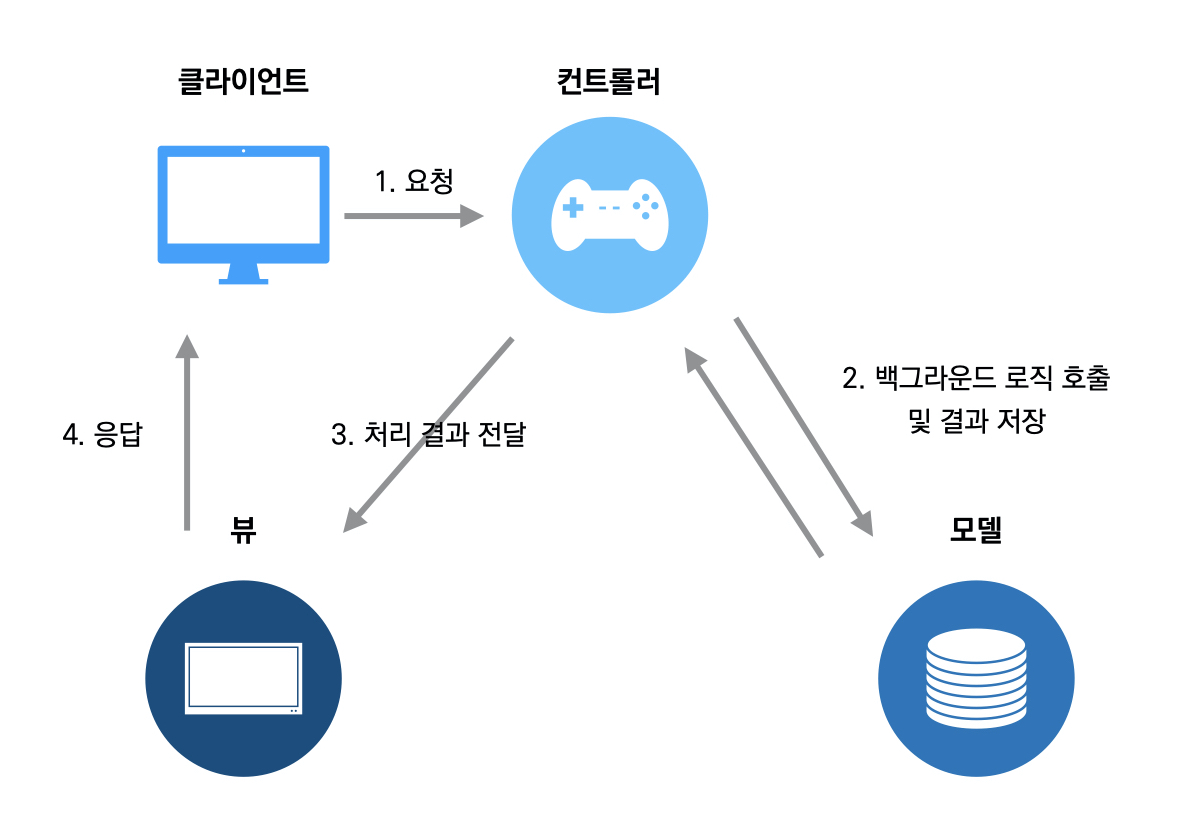 클라이언트
컨트롤러
1. 요청
2. 백그라운드 로직 호출
및 결과 저장
4. 응답
3. 처리 결과 전달
뷰
모델